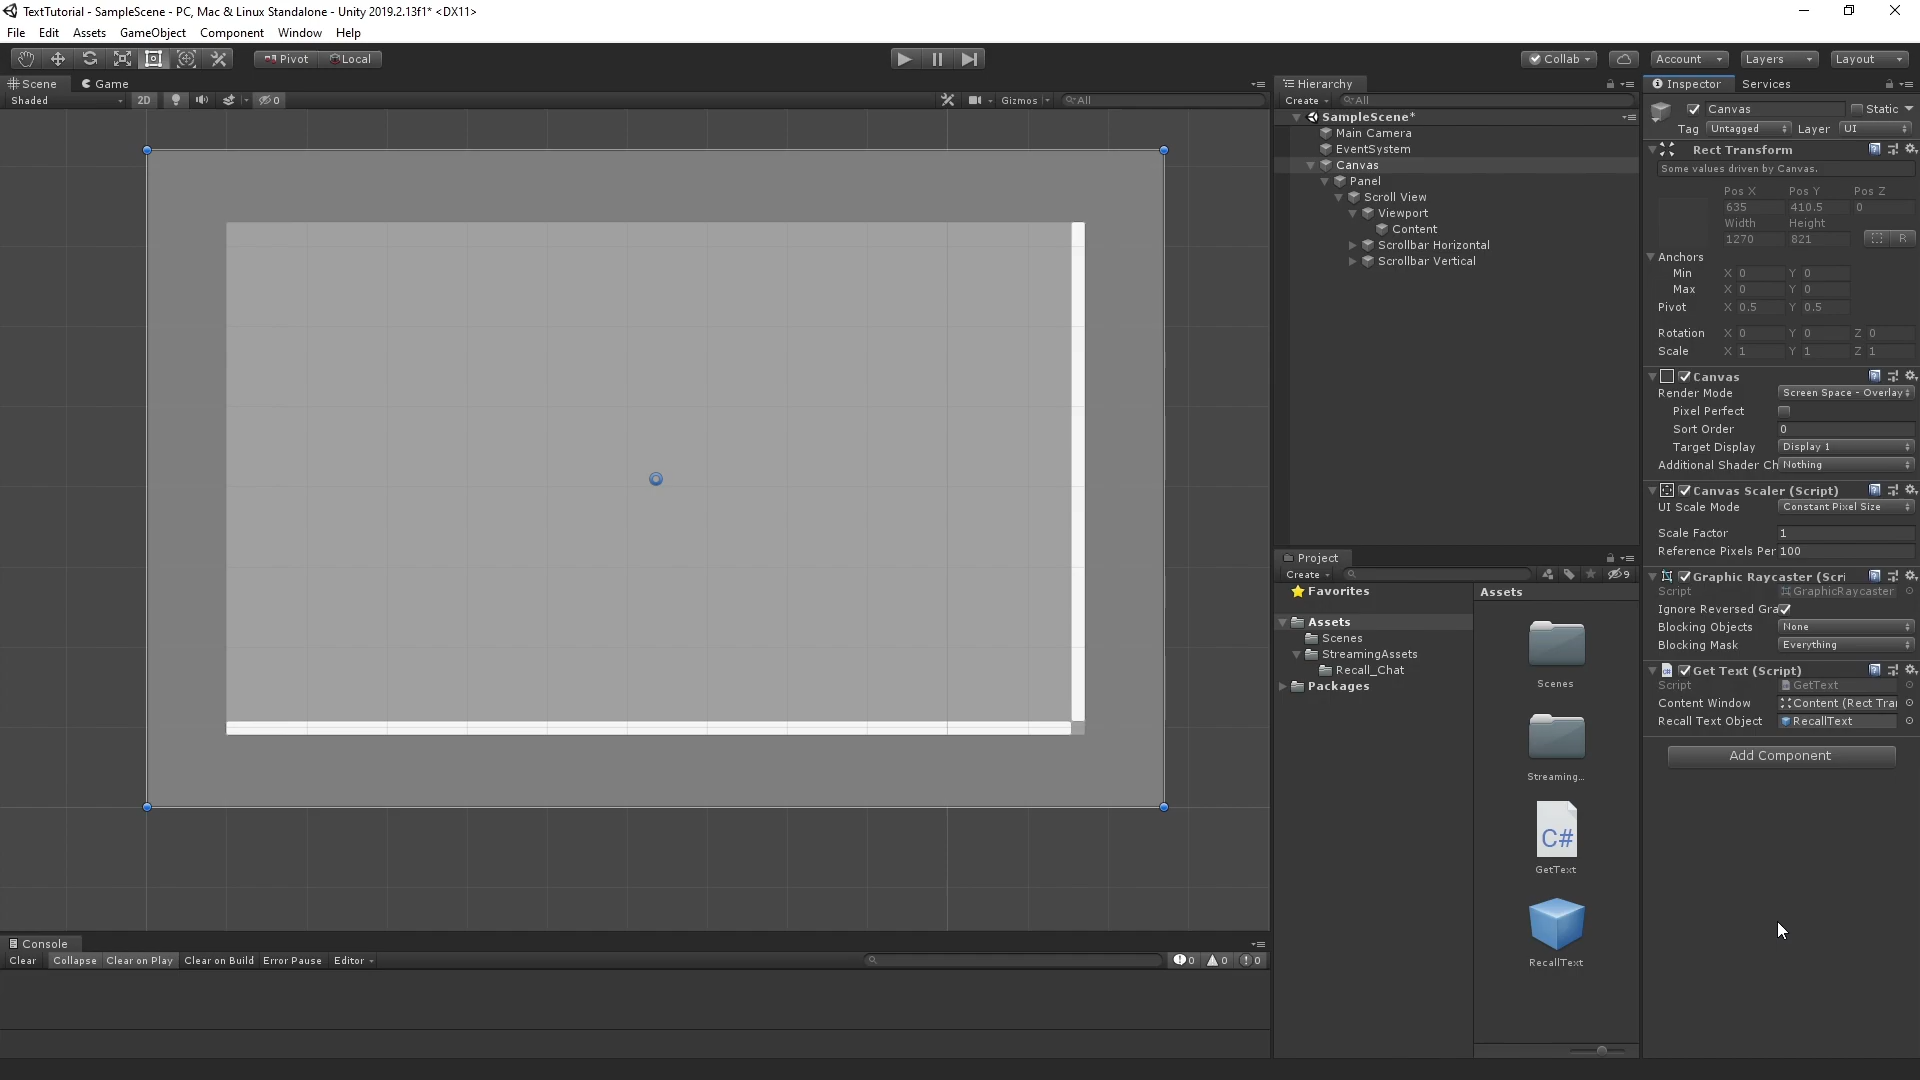 TextTutorial - SampleScene - PC, Mac & Linux Standalone - Unity 2019.2.13f1* <DX11>
File Edit Assets GameObject Component Window Help
Pivot Local Collab Account Layers Layout
Scene Game
Shaded 2D 0 Gizmos All
Hierarchy
Create All
SampleScene*
Main Camera
EventSystem
Canvas
Panel
Scroll View
Viewport
Content
Scrollbar Horizontal
Scrollbar Vertical
Project
Create 9
Favorites
Assets
Scenes
StreamingAssets
Recall_Chat
Packages
Assets
Scenes
Streaming...
C#
GetText
RecallText
Inspector Services
Canvas Static
Tag Untagged Layer UI
Rect Transform
Some values driven by Canvas.
Pos X Pos Y Pos Z
635 410.5 0
Width Height
1270 821 R
Anchors
Min X 0 Y 0
Max X 0 Y 0
Pivot X 0.5 Y 0.5
Rotation X 0 Y 0 Z 0
Scale X 1 Y 1 Z 1
Canvas
Render Mode Screen Space - Overlay
Pixel Perfect
Sort Order 0
Target Display Display 1
Additional Shader Ch Nothing
Canvas Scaler (Script)
UI Scale Mode Constant Pixel Size
Scale Factor 1
Reference Pixels Per 100
Graphic Raycaster (Scri
Script GraphicRaycaster
Ignore Reversed Gra
Blocking Objects None
Blocking Mask Everything
Get Text (Script)
Script GetText
Content Window Content (Rect Tra
Recall Text Object RecallText
Add Component
Console
Clear Collapse Clear on Play Clear on Build Error Pause Editor 0 0 0